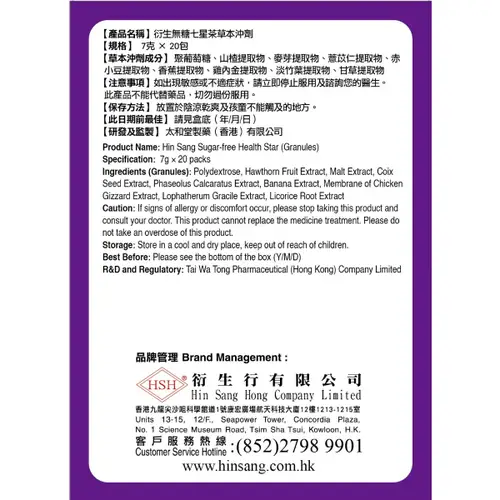 【產品名稱】衍生無糖七星茶草本沖劑
【規格】 7克 × 20包
【草本沖劑成分】聚葡萄糖、山楂提取物、麥芽提取物、薏苡仁提取物、赤
小豆提取物、香蕉提取物、雞內金提取物、淡竹葉提取物、甘草提取物
【注意事項】如出現敏感或不適症狀，請立即停止服用及諮詢您的醫生。
此產品不能代替藥品，切勿過份服用。
【保存方法】放置於陰涼乾爽及孩童不能觸及的地方。
【此日期前最佳】請見盒底（年/月/日）
【研發及監製】太和堂製藥（香港）有限公司
Product Name: Hin Sang Sugar-free Health Star (Granules)
Specification: 7g × 20 packs
Ingredients (Granules): Polydextrose, Hawthorn Fruit Extract, Malt Extract, Coix
Seed Extract, Phaseolus Calcaratus Extract, Banana Extract, Membrane of Chicken
Gizzard Extract, Lophatherum Gracile Extract, Licorice Root Extract
Caution: If signs of allergy or discomfort occur, please stop taking this product and
consult your doctor. This product cannot replace the medicine treatment. Please do
not take an overdose of this product.
Storage: Store in a cool and dry place, keep out of reach of children.
Best Before: Please see the bottom of the box (Y/M/D)
R&D and Regulatory: Tai Wa Tong Pharmaceutical (Hong Kong) Company Limited
品牌管理 Brand Management :
HSH® 衍生行有限公司
Hin Sang Hong Company Limited
香港九龍尖沙咀科學館道1號康宏廣場航天科技大廈12樓1213-1215室
Units 13-15, 12/F., Seapower Tower, Concordia Plaza,
No. 1 Science Museum Road, Tsim Sha Tsui, Kowloon, H.K.
客戶服務熱線
Customer Service Hotline : (852)2798 9901
www.hinsang.com.hk